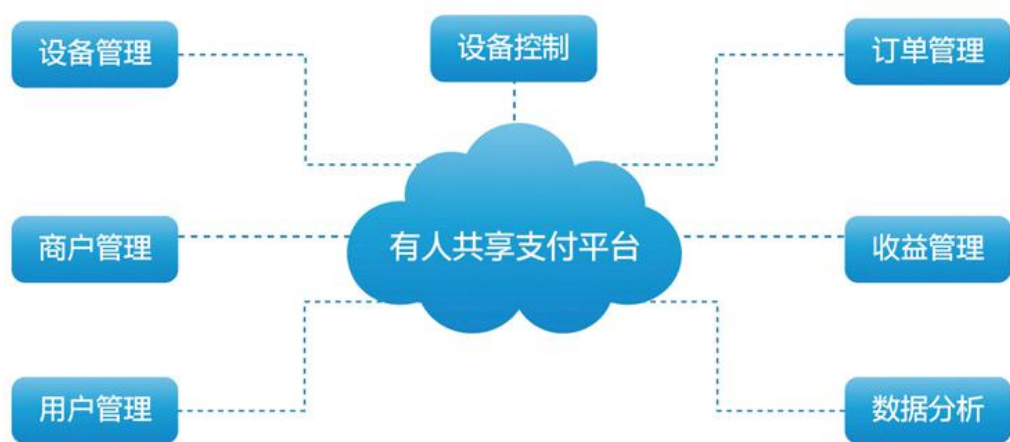 设备管理
设备控制
订单管理
商户管理
有人共享支付平台
收益管理
用户管理
数据分析